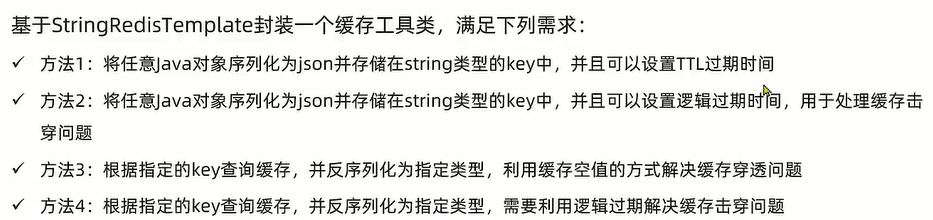 基于StringRedisTemplate封装一个缓存工具类，满足下列需求：
✓ 方法1：将任意Java对象序列化为json并存储在string类型的key中，并且可以设置TTL过期时间
✓ 方法2：将任意Java对象序列化为json并存储在string类型的key中，并且可以设置逻辑过期时间，用于处理缓存击
穿问题
✓ 方法3：根据指定的key查询缓存，并反序列化为指定类型，利用缓存空值的方式解决缓存穿透问题
✓ 方法4：根据指定的key查询缓存，并反序列化为指定类型，需要利用逻辑过期解决缓存击穿问题